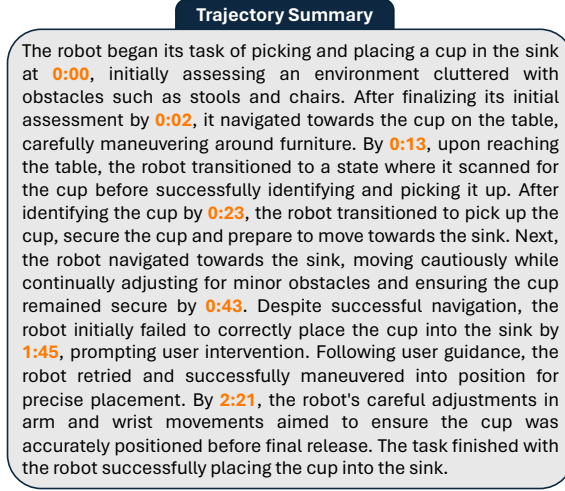 Trajectory Summary
The robot began its task of picking and placing a cup in the sink
at 0:00, initially assessing an environment cluttered with
obstacles such as stools and chairs. After finalizing its initial
assessment by 0:02, it navigated towards the cup on the table,
carefully maneuvering around furniture. By 0:13, upon reaching
the table, the robot transitioned to a state where it scanned for
the cup before successfully identifying and picking it up. After
identifying the cup by 0:23, the robot transitioned to pick up the
cup, secure the cup and prepare to move towards the sink. Next,
the robot navigated towards the sink, moving cautiously while
continually adjusting for minor obstacles and ensuring the cup
remained secure by 0:43. Despite successful navigation, the
robot initially failed to correctly place the cup into the sink by
1:45, prompting user intervention. Following user guidance, the
robot retried and successfully maneuvered into position for
precise placement. By 2:21, the robot's careful adjustments in
arm and wrist movements aimed to ensure the cup was
accurately positioned before final release. The task finished with
the robot successfully placing the cup into the sink.